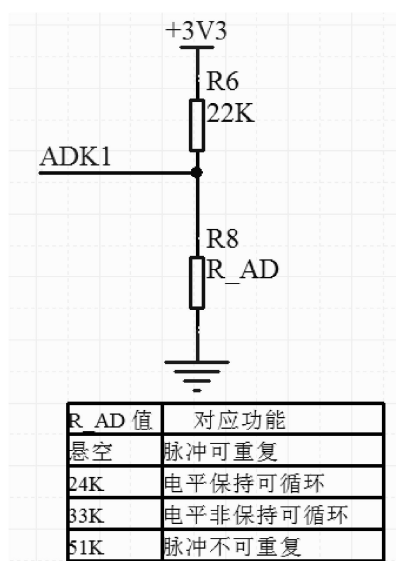 +3V3
R6
22K
ADK1
R8
R_AD
R_AD 值 对应功能
悬空 脉冲可重复
24K 电平保持可循环
33K 电平非保持可循环
51K 脉冲不可重复